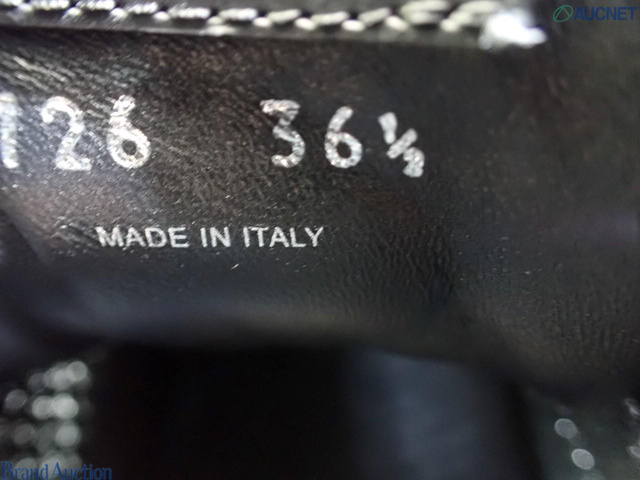 AUCNET
126 36½
MADE IN ITALY
Brand Auction